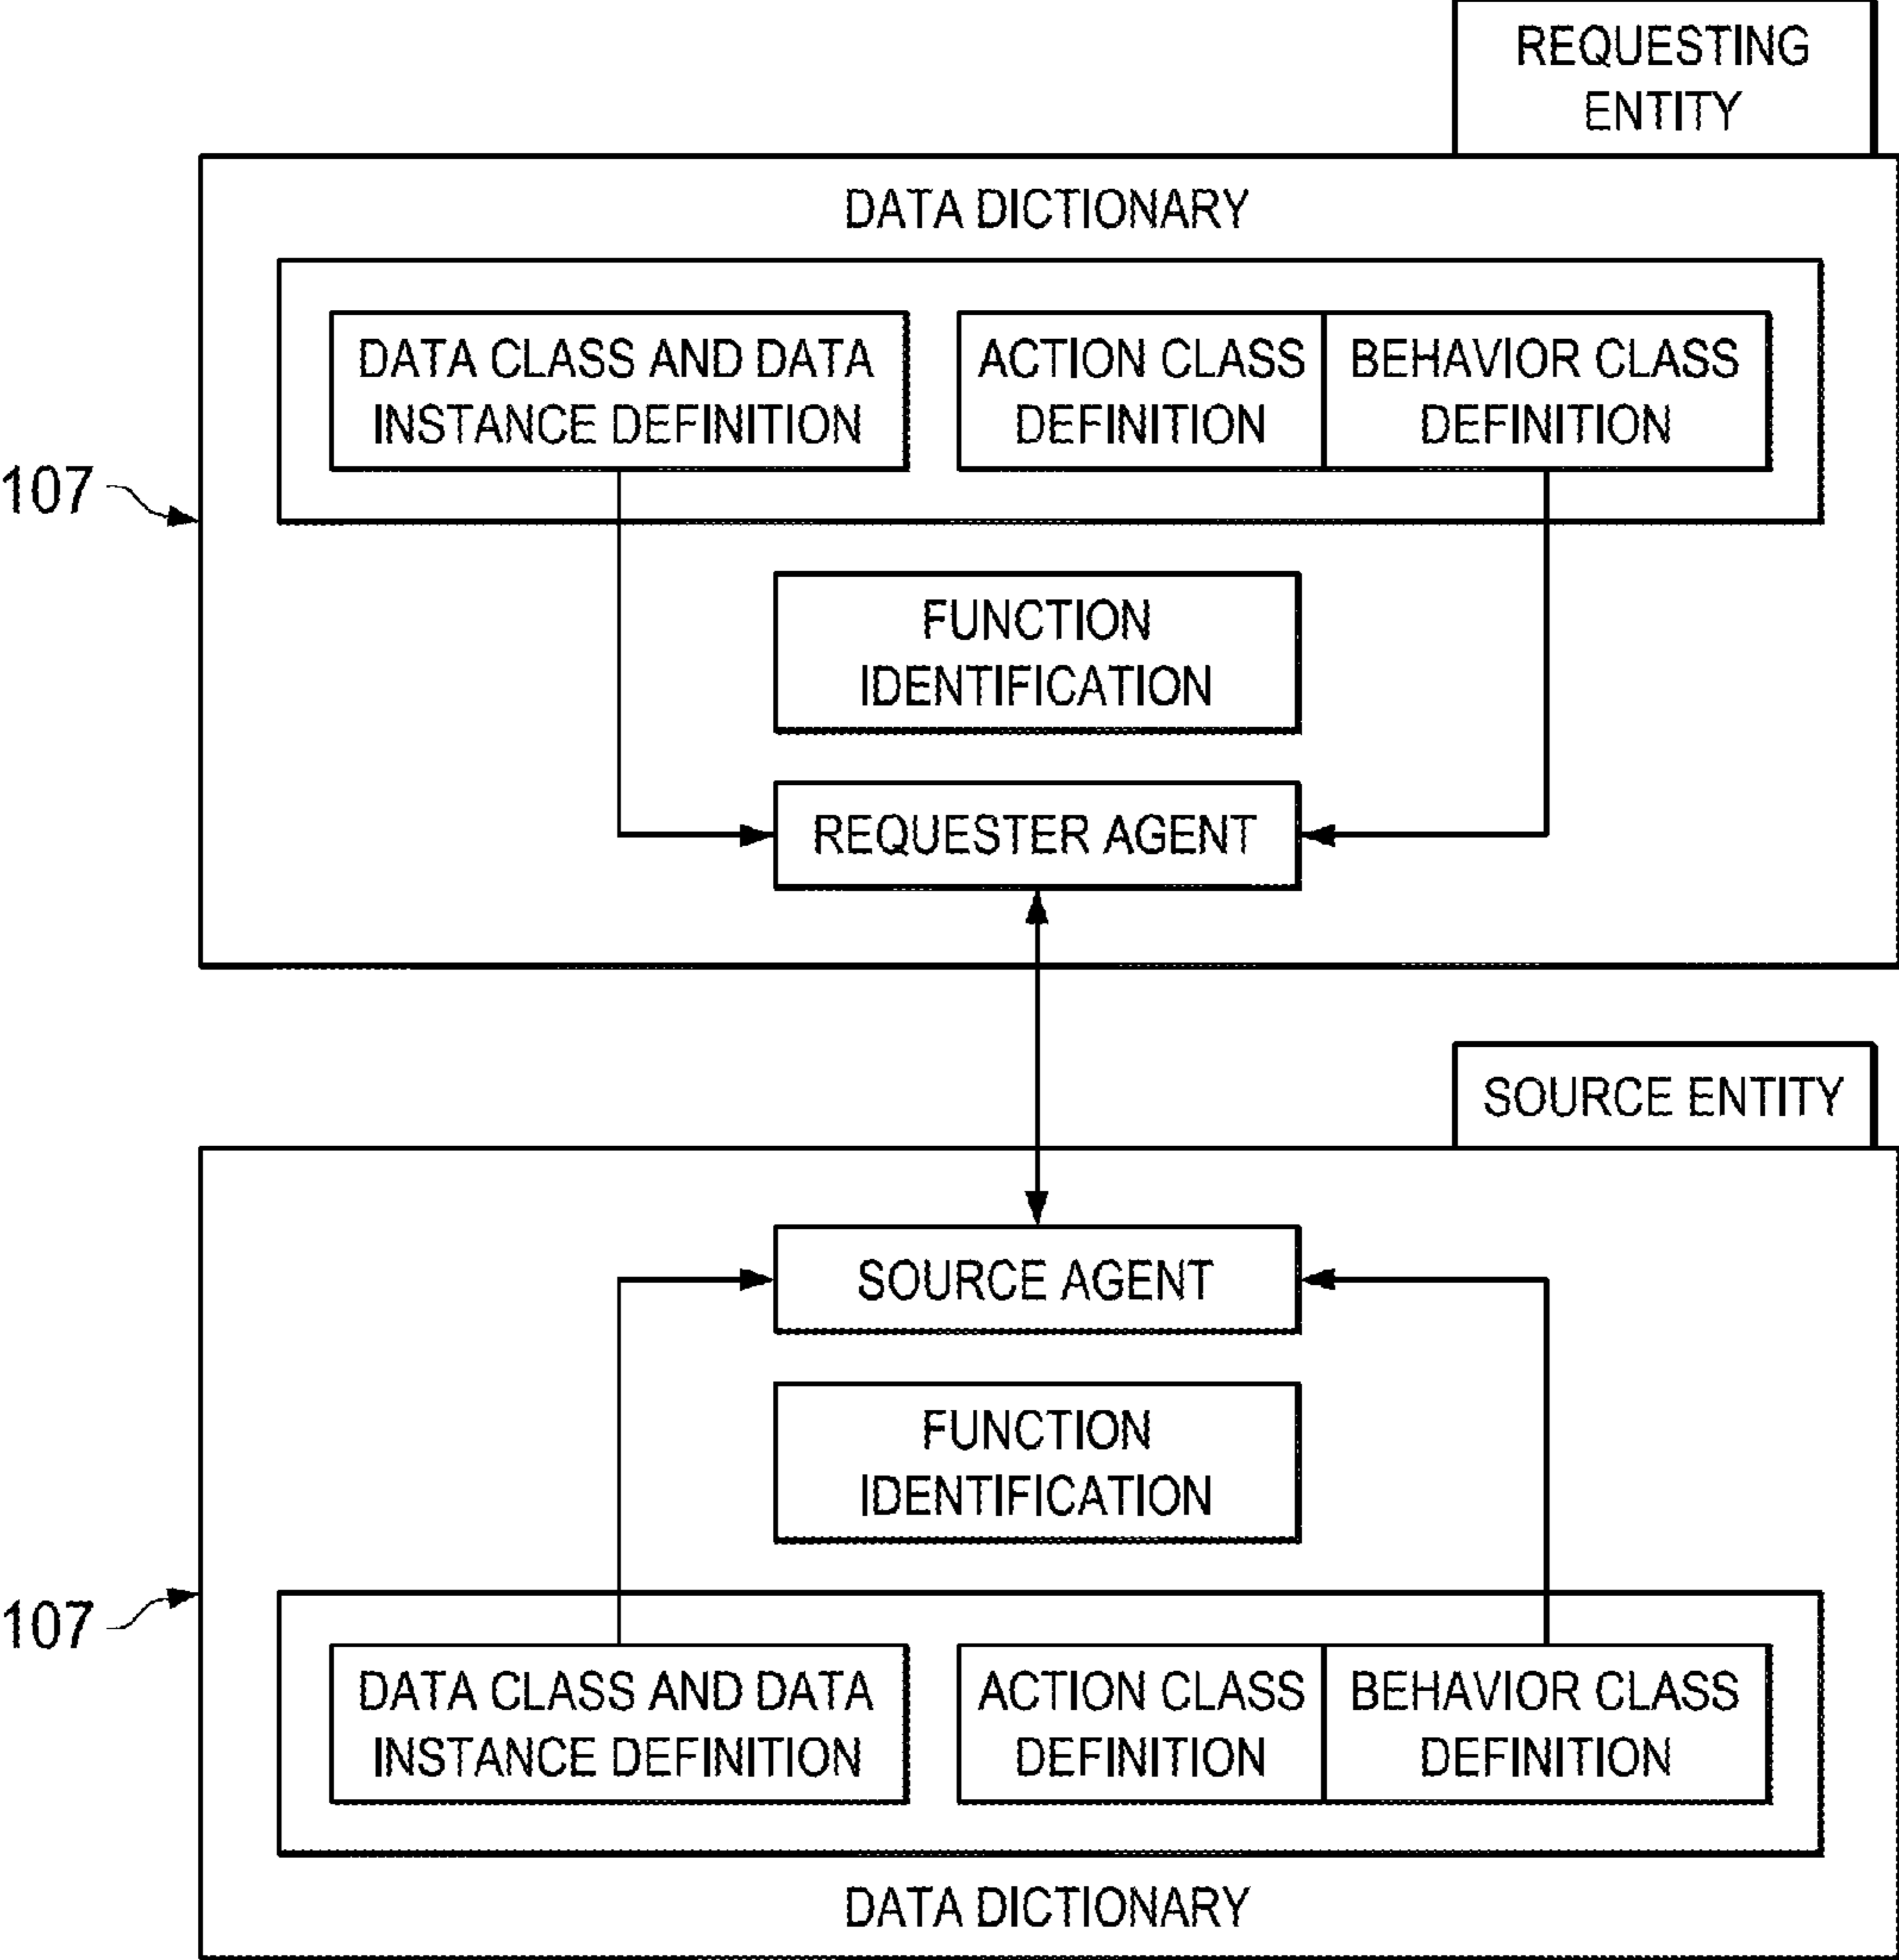 REQUESTING
ENTITY
DATA DICTIONARY
DATA CLASS AND DATA
INSTANCE DEFINITION
ACTION CLASS
DEFINITION
BEHAVIOR CLASS
DEFINITION
107
FUNCTION
IDENTIFICATION
REQUESTER AGENT
SOURCE ENTITY
SOURCE AGENT
FUNCTION
IDENTIFICATION
107
DATA CLASS AND DATA
INSTANCE DEFINITION
ACTION CLASS
DEFINITION
BEHAVIOR CLASS
DEFINITION
DATA DICTIONARY